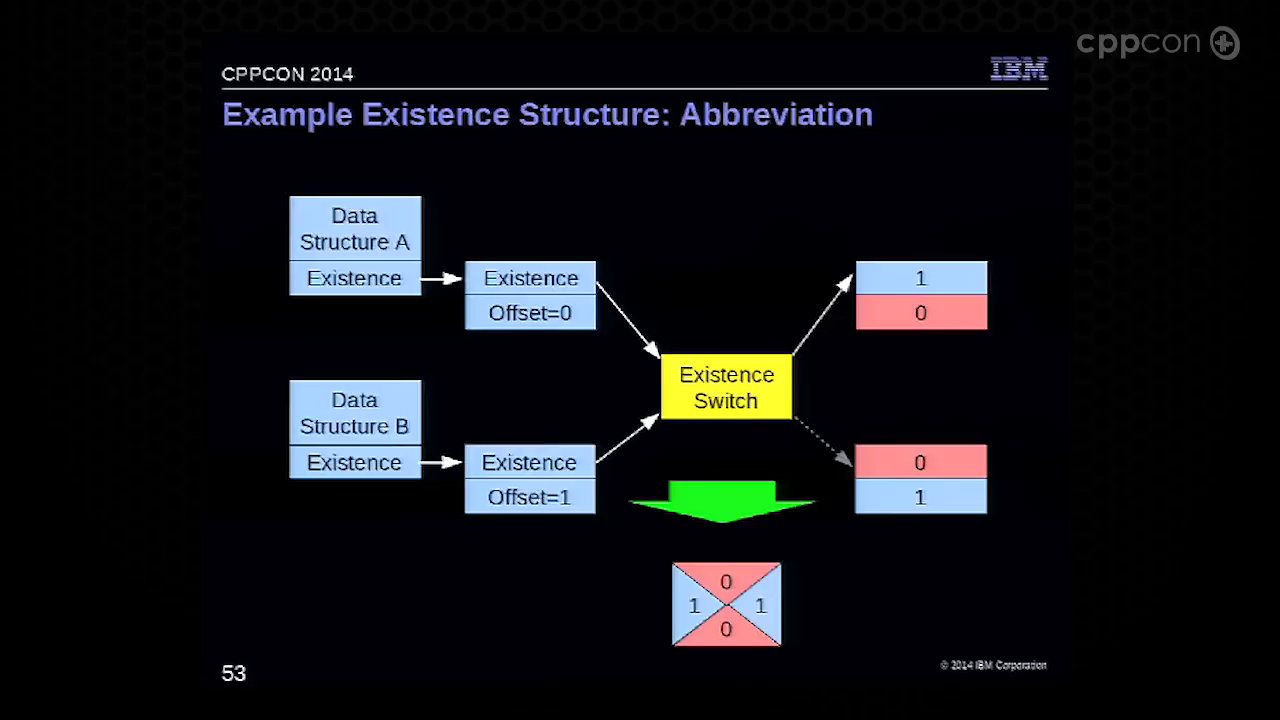 cppcon
CPPCON 2014
IBM
Example Existence Structure: Abbreviation
Data
Structure A
Existence
Existence
Offset=0
1
0
Existence
Switch
Data
Structure B
Existence
Existence
Offset=1
0
1
0
1
1
0
53
© 2014 IBM Corporation